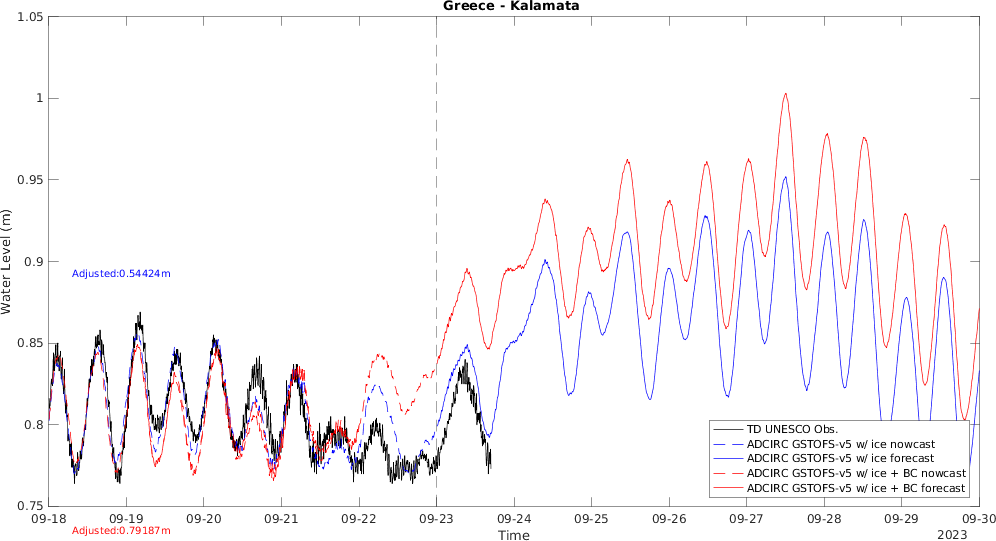 Greece - Kalamata
1.05
1
0.95
0.9
0.85
0.8
0.75
Water Level (m)
Adjusted:0.54424m
Adjusted:0.79187m
TD UNESCO Obs.
ADCIRC GSTOFS-v5 w/ ice nowcast
ADCIRC GSTOFS-v5 w/ ice forecast
ADCIRC GSTOFS-v5 w/ ice + BC nowcast
ADCIRC GSTOFS-v5 w/ ice + BC forecast
09-18 09-19 09-20 09-21 09-22 09-23 09-24 09-25 09-26 09-27 09-28 09-29 09-30
Time
2023